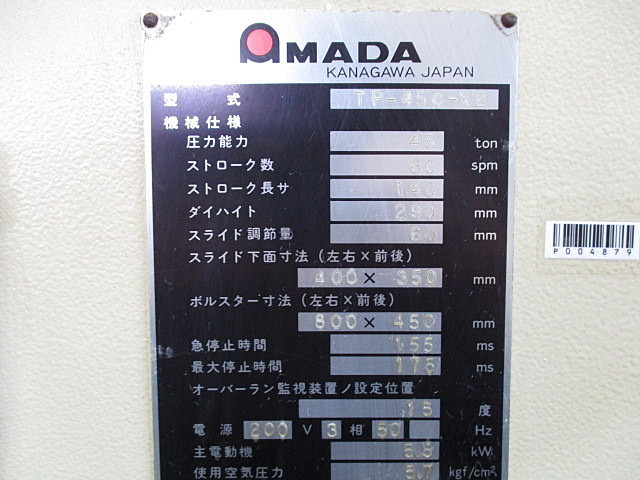 AMADA
KANAGAWA JAPAN
型 式 TP-45C-X2
機械仕様
圧力能力 45 ton
ストローク数 60 spm
ストローク長サ 140 mm
ダイハイト 290 mm
スライド調節量 60 mm
スライド下面寸法(左右×前後)
400 × 350 mm
ボルスター寸法(左右×前後)
800 × 450 mm
急停止時間 155 ms
最大停止時間 175 ms
オーバーラン監視装置ノ設定位置
15 度
電源 200 V 3 相 50 Hz
主電動機 kW
使用空気圧力 5.7 kgf/cm²
P004879